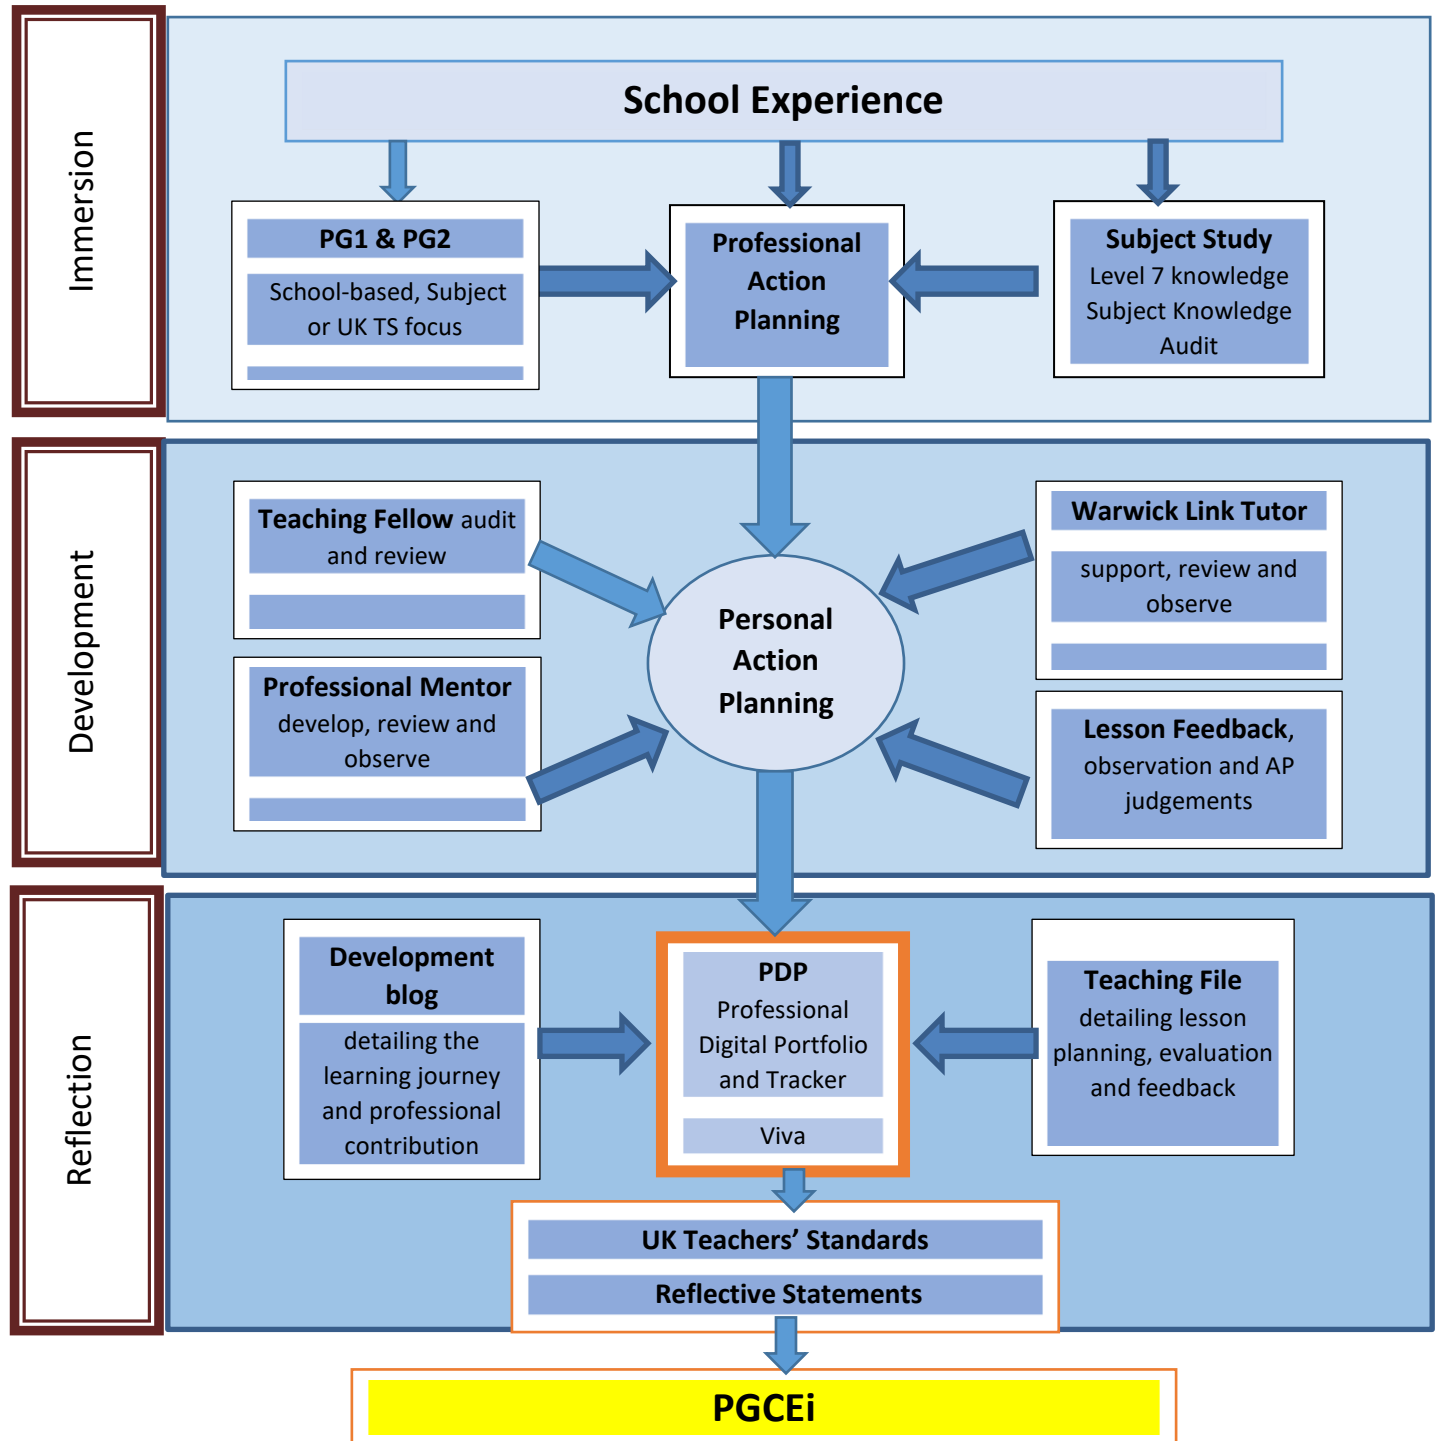 Immersion
School Experience
PG1 & PG2
School-based, Subject
or UK TS focus
Professional
Action
Planning
Subject Study
Level 7 knowledge
Subject Knowledge
Audit
Development
Teaching Fellow audit
and review
Professional Mentor
develop, review and
observe
Personal
Action
Planning
Warwick Link Tutor
support, review and
observe
Lesson Feedback,
observation and AP
judgements
Reflection
Development
blog
detailing the
learning journey
and professional
contribution
PDP
Professional
Digital Portfolio
and Tracker
Viva
Teaching File
detailing lesson
planning, evaluation
and feedback
UK Teachers’ Standards
Reflective Statements
PGCEi